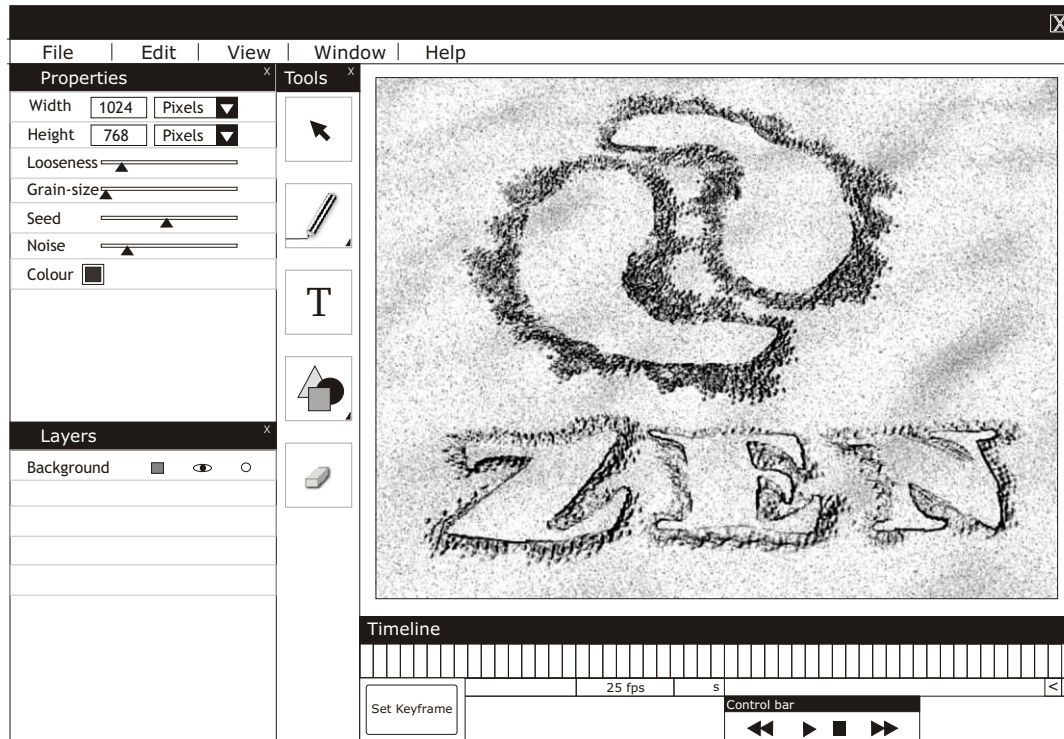 X
File | Edit | View | Window | Help
Properties X
Width 1024 Pixels
Height 768 Pixels
Looseness
Grain-size
Seed
Noise
Colour
Layers X
Background
Tools X
T
ZEN
Timeline
25 fps s <
Set Keyframe
Control bar